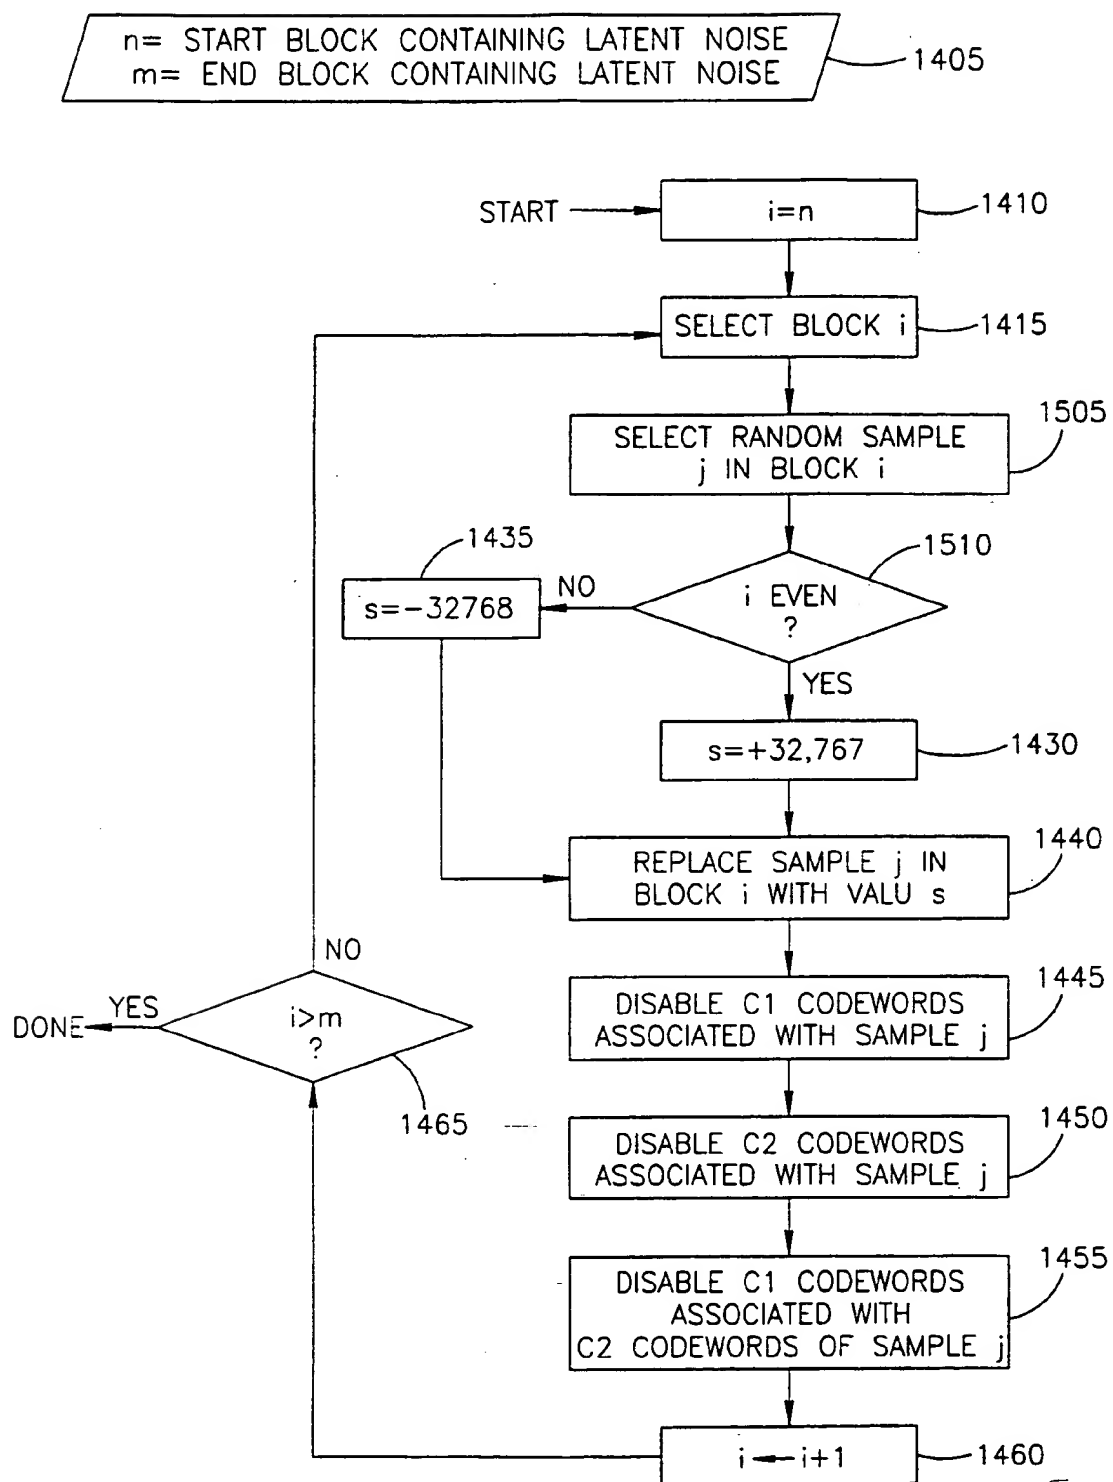 n= START BLOCK CONTAINING LATENT NOISE
m= END BLOCK CONTAINING LATENT NOISE
1405
START
i=n
1410
SELECT BLOCK i
1415
SELECT RANDOM SAMPLE
j IN BLOCK i
1505
1435
s=-32768
NO
i EVEN
?
1510
YES
s=+32,767
1430
REPLACE SAMPLE j IN
BLOCK i WITH VALU s
1440
NO
YES
DONE
i>m
?
1465
DISABLE C1 CODEWORDS
ASSOCIATED WITH SAMPLE j
1445
DISABLE C2 CODEWORDS
ASSOCIATED WITH SAMPLE j
1450
DISABLE C1 CODEWORDS
ASSOCIATED WITH
C2 CODEWORDS OF SAMPLE j
1455
i←i+1
1460